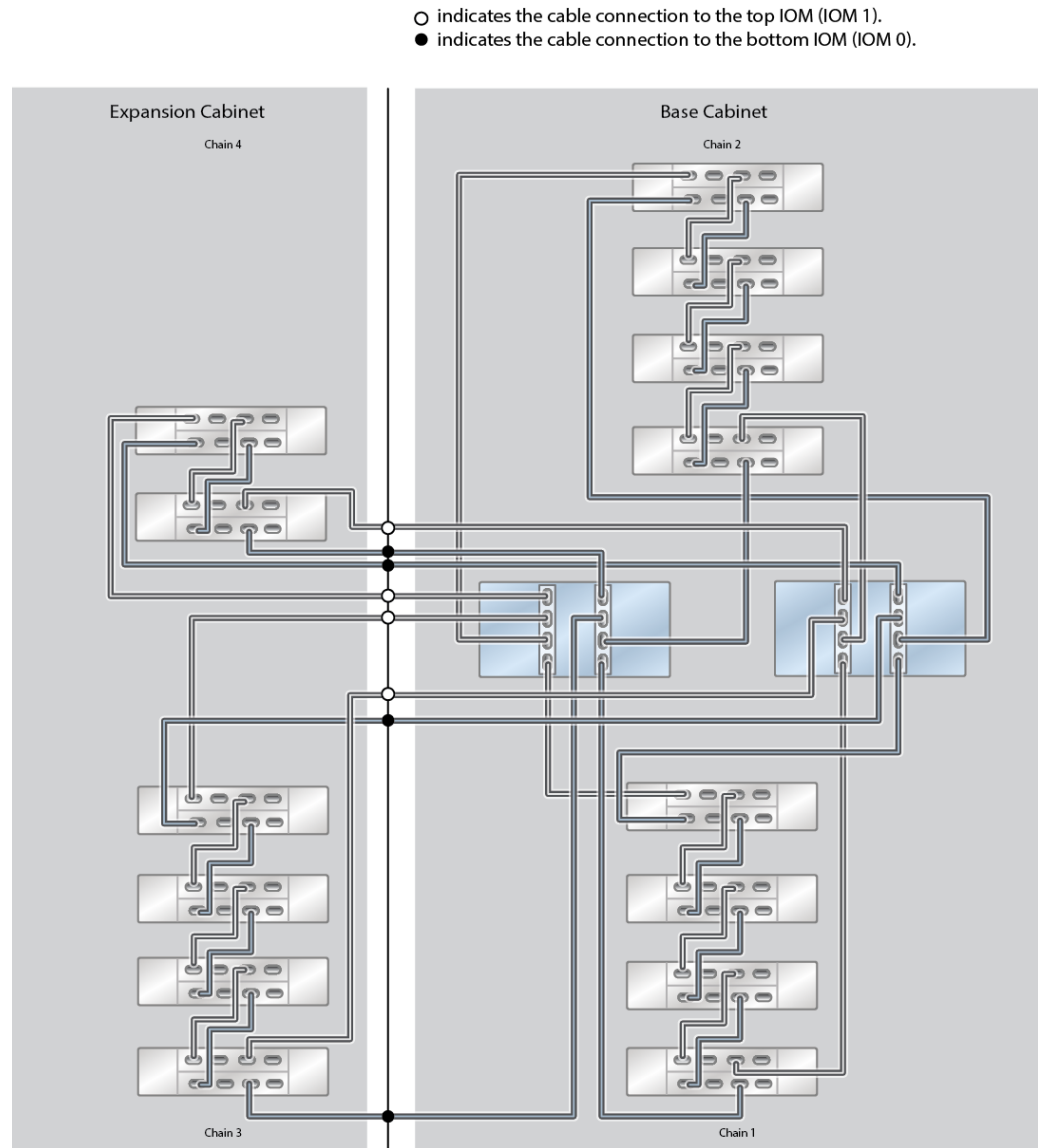 indicates the cable connection to the top IOM (IOM 1).
indicates the cable connection to the bottom IOM (IOM 0).
Expansion Cabinet
Base Cabinet
Chain 4
Chain 2
Chain 3
Chain 1